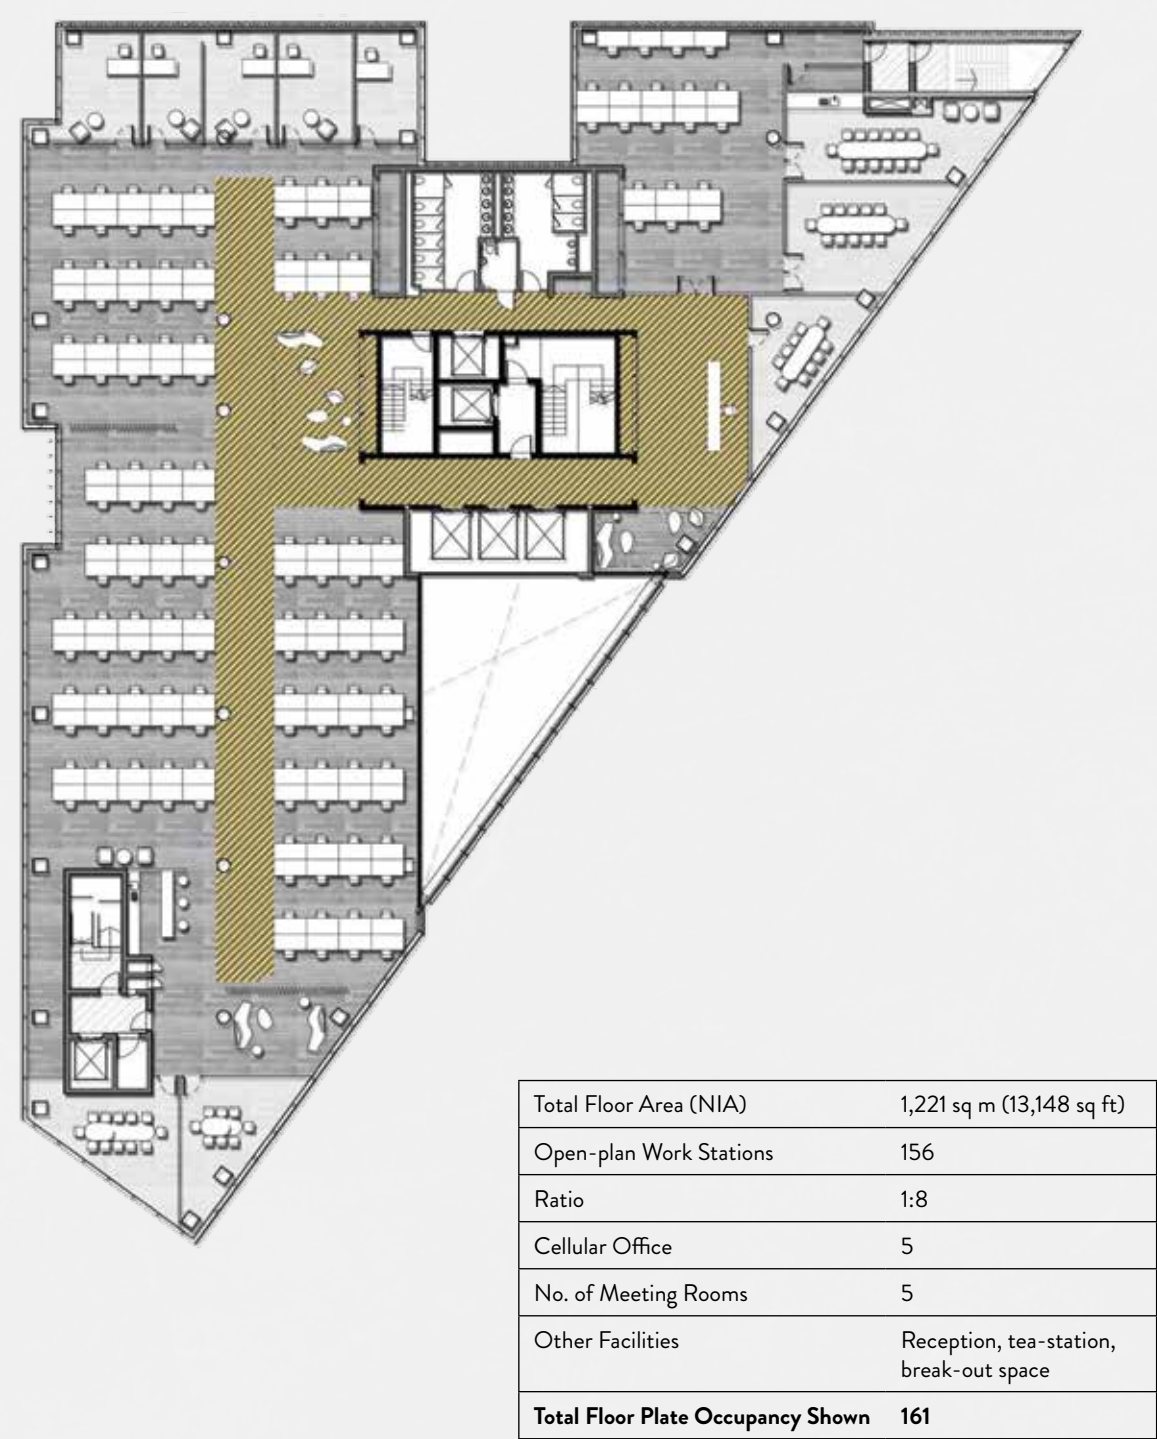 Total Floor Area (NIA) 1,221 sq m (13,148 sq ft)
Open-plan Work Stations 156
Ratio 1:8
Cellular Office 5
No. of Meeting Rooms 5
Other Facilities Reception, tea-station,
break-out space
Total Floor Plate Occupancy Shown 161